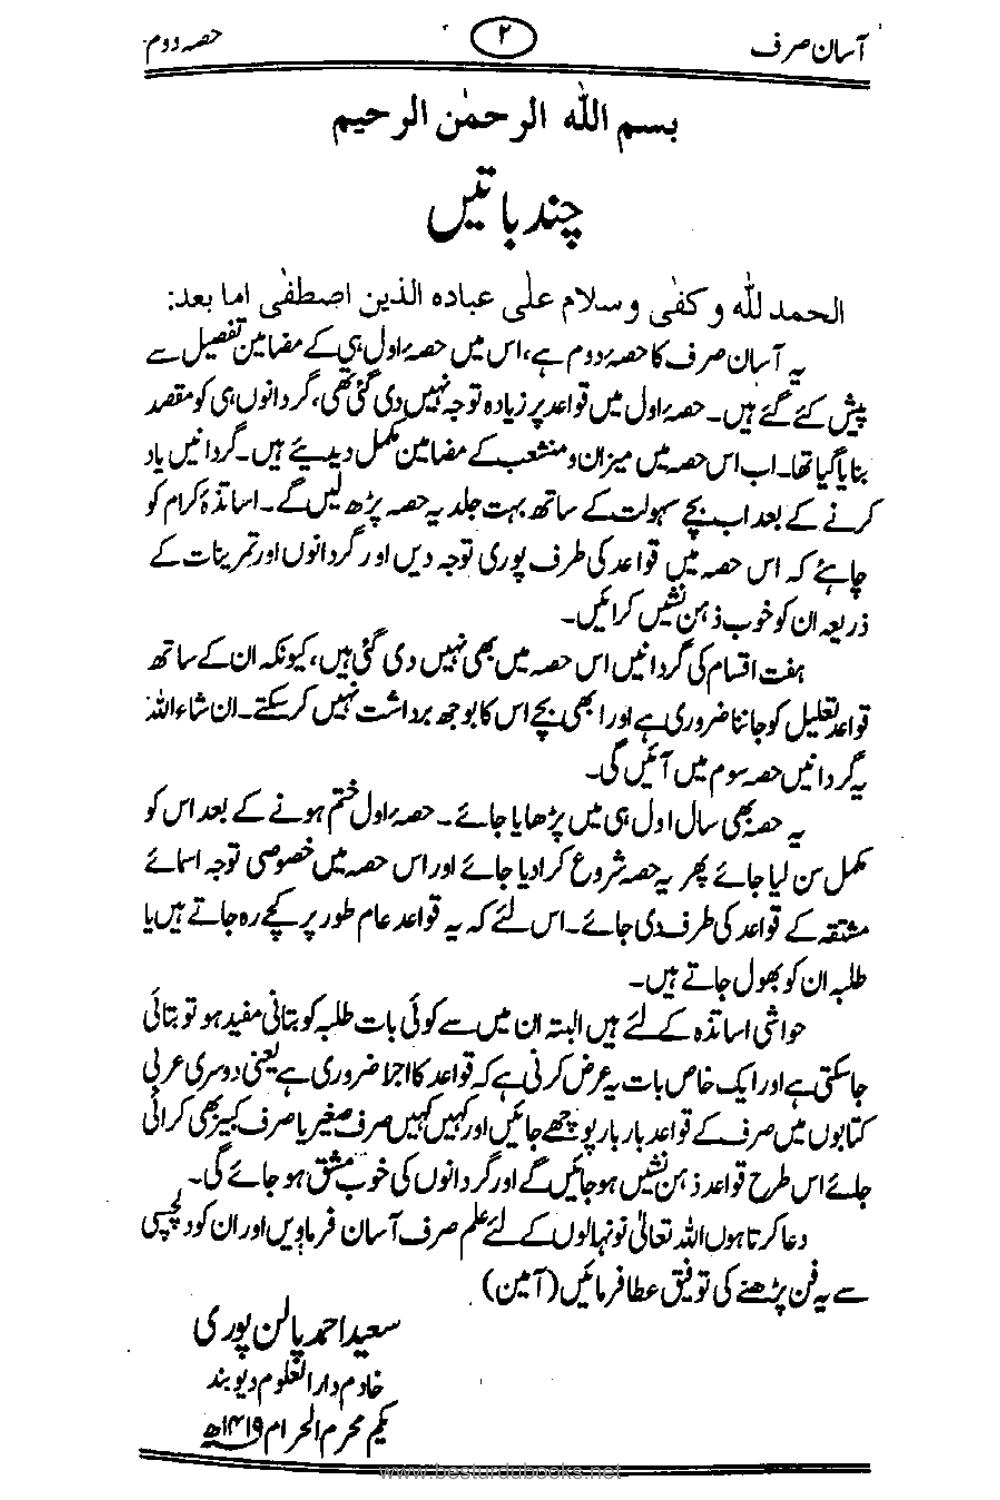 آسان صرف ۲ حصہ دوم
بسم اللہ الرحمٰن الرحیم
چند باتیں
الحمد للہ و کفٰی و سلام علی عبادہ الذین اصطفٰی اما بعد:
یہ آسان صرف کا حصہ دوم ہے، اس میں حصہ اول ہی کے مضامین تفصیل سے
پیش کئے گئے ہیں۔ حصہ اول میں قواعد پر زیادہ توجہ نہیں دی گئی تھی، گردانوں ہی کو مقصد
بنایا گیا تھا۔ اب اس حصہ میں میزان و منشعب کے مضامین مکمل دیدیئے ہیں۔ گردانیں یاد
کرنے کے بعد اب بچے سہولت کے ساتھ بہت جلد یہ حصہ پڑھ لیں گے۔ اساتذۂ کرام کو
چاہئے کہ اس حصہ میں قواعد کی طرف پوری توجہ دیں اور گردانوں اور تمرینات کے
ذریعہ ان کو خوب ذہن نشیں کرائیں۔
ہفت اقسام کی گردانیں اس حصہ میں بھی نہیں دی گئی ہیں، کیونکہ ان کے ساتھ
قواعد تعلیل کو جاننا ضروری ہے اور ابھی بچے اس کا بوجھ برداشت نہیں کر سکتے۔ ان شاء اللہ
یہ گردانیں حصہ سوم میں آئیں گی۔
یہ حصہ بھی سال اول ہی میں پڑھایا جائے۔ حصہ اول ختم ہونے کے بعد اس کو
مکمل سن لیا جائے پھر یہ حصہ شروع کرا دیا جائے اور اس حصہ میں خصوصی توجہ اسمائے
مشتقہ کے قواعد کی طرف دی جائے۔ اس لئے کہ یہ قواعد عام طور پر کچے رہ جاتے ہیں یا
طلبہ ان کو بھول جاتے ہیں۔
حواشی اساتذہ کے لئے ہیں البتہ ان میں سے کوئی بات طلبہ کو بتانی مفید ہو تو بتائی
جاسکتی ہے اور ایک خاص بات یہ عرض کرنی ہے کہ قواعد کا اجرا ضروری ہے یعنی دوسری عربی
کتابوں میں صرف کے قواعد بار بار پوچھے جائیں اور کہیں کہیں صرف صغیر یا صرف کبیر بھی کرائی
جائے اس طرح قواعد ذہن نشیں ہو جائیں گے اور گردانوں کی خوب مشق ہو جائے گی۔
دعا کرتا ہوں اللہ تعالیٰ نونہالوں کے لئے علم صرف آسان فرماویں اور ان کو دلچسپی
سے یہ فن پڑھنے کی توفیق عطا فرمائیں (آمین)
سعید احمد پالن پوری
خادم دار العلوم دیوبند
یکم محرم الحرام ۱۴۱۹ھ
www.besturdubooks.net